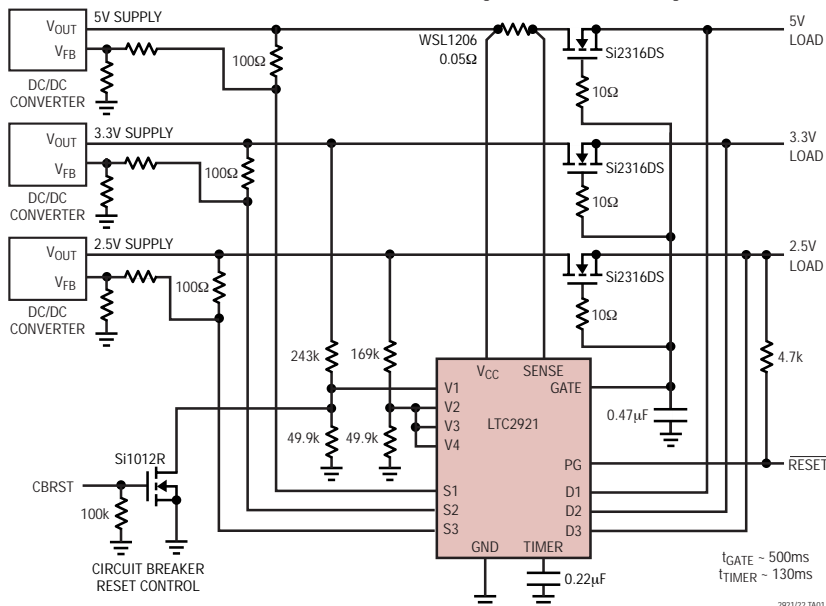 VOUT
VFB
DC/DC
CONVERTER
5V SUPPLY
100Ω
WSL1206
0.05Ω
Si2316DS
10Ω
5V
LOAD
VOUT
VFB
DC/DC
CONVERTER
3.3V SUPPLY
100Ω
Si2316DS
10Ω
3.3V
LOAD
VOUT
VFB
DC/DC
CONVERTER
2.5V SUPPLY
100Ω
Si2316DS
10Ω
2.5V
LOAD
243k
169k
49.9k
49.9k
4.7k
VCC
SENSE
GATE
V1
V2
V3
V4
LTC2921
PG
S1
S2
S3
D1
D2
D3
GND
TIMER
0.47µF
RESET
0.22µF
Si1012R
CBRST
100k
CIRCUIT BREAKER
RESET CONTROL
tGATE ~ 500ms
tTIMER ~ 130ms
2921/22 TA01